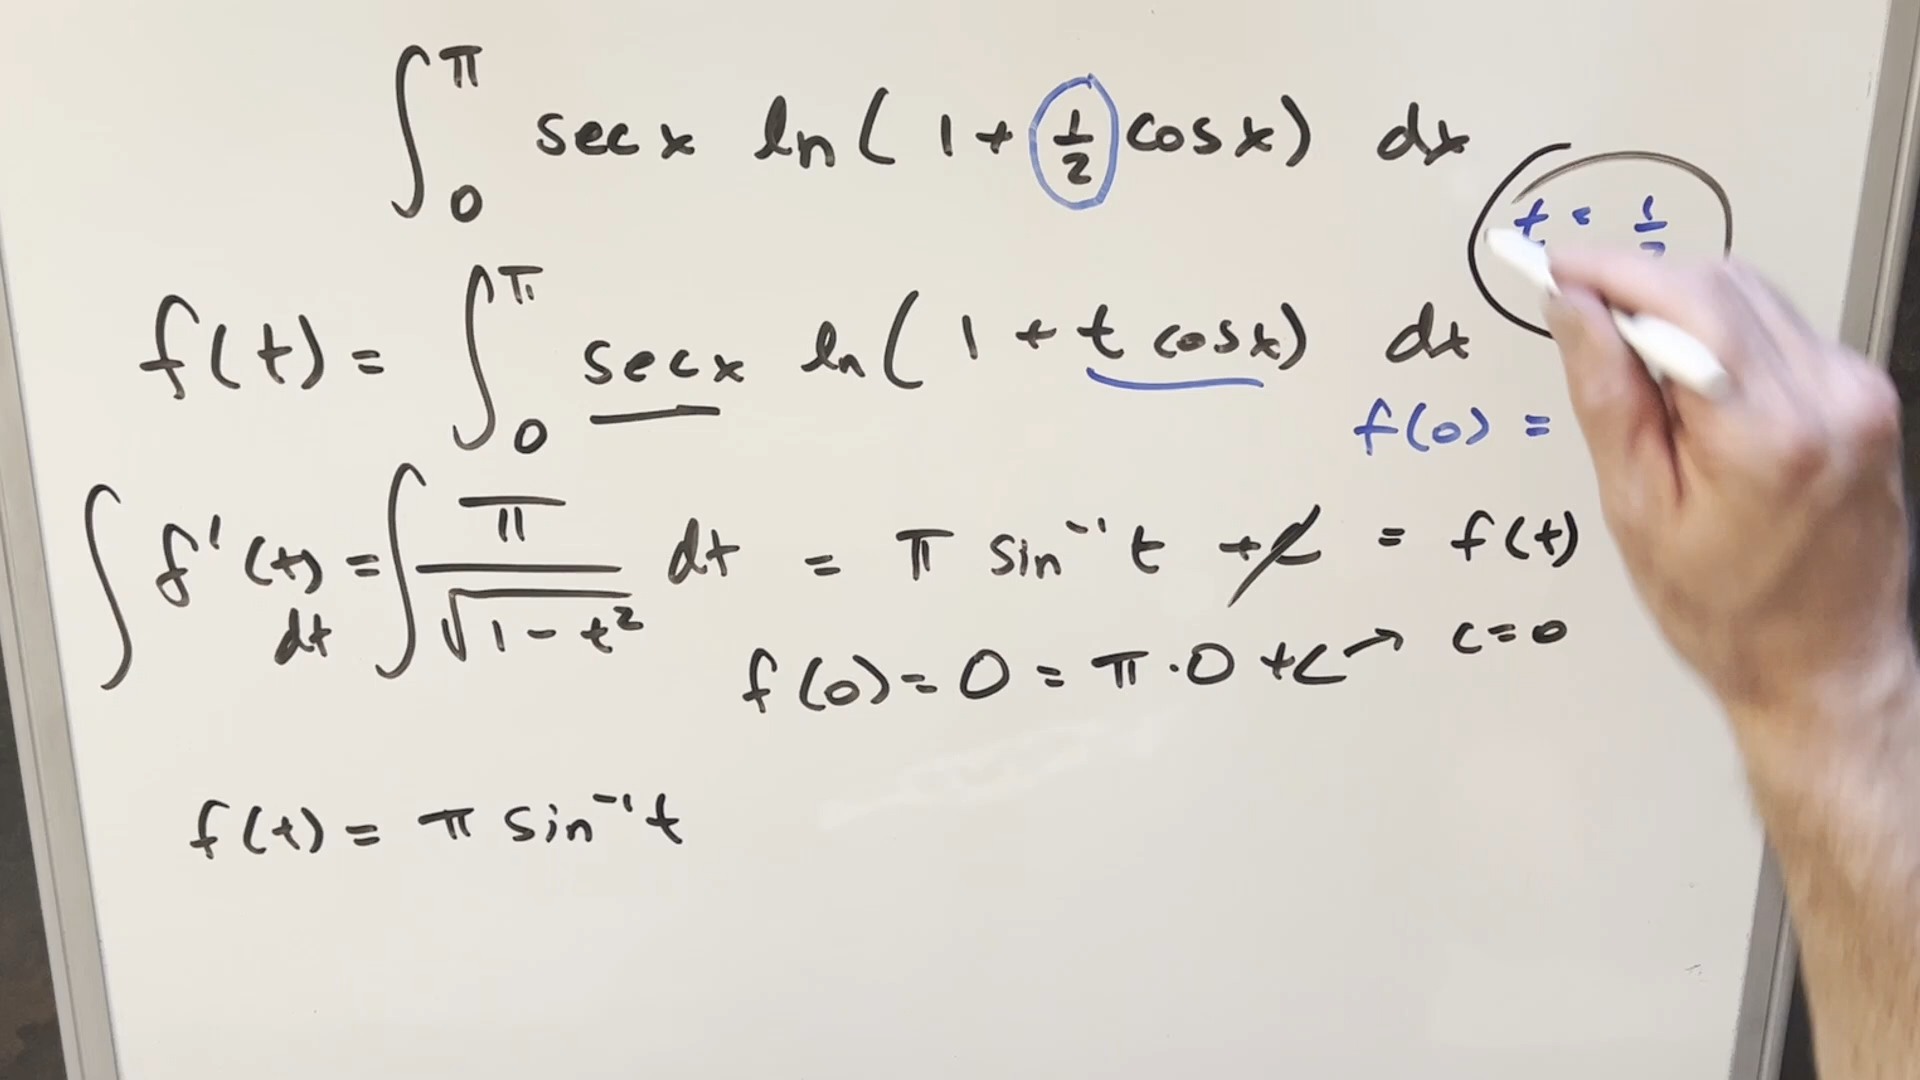 ∫₀^π sec x ln(1 + 1/2 cos x) dx
t = 1/2
f(t) = ∫₀^π sec x ln(1 + t cos x) dx
f(0) =
∫ f'(t) dt = ∫ π/√(1 - t²) dt = π sin⁻¹ t + c = f(t)
f(0) = 0 = π · 0 + c → c = 0
f(t) = π sin⁻¹ t